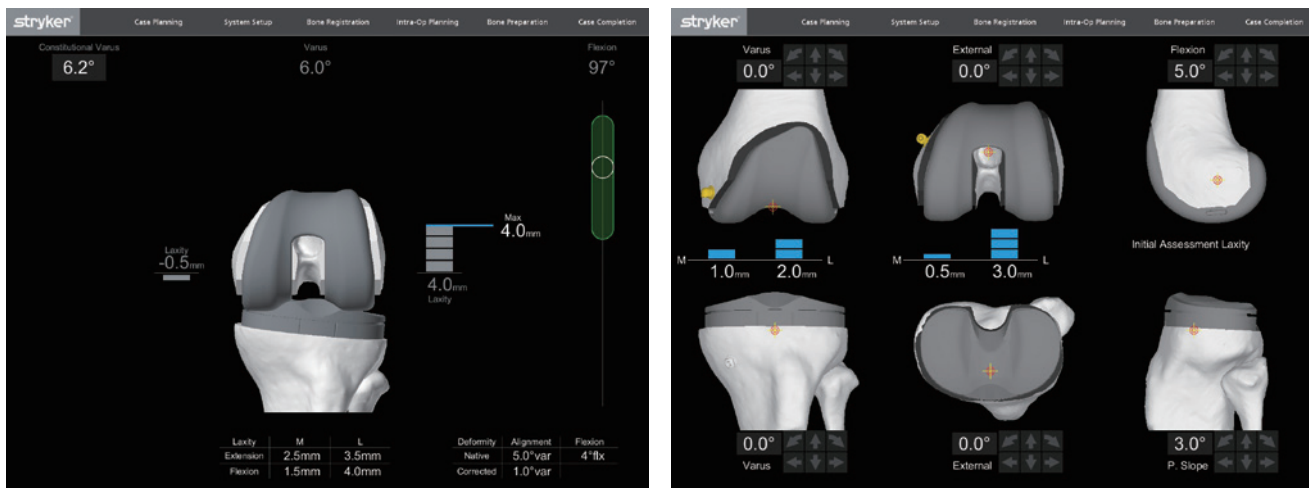 stryker Case Planning System Setup Bone Registration Intra-Op Planning Bone Preparation Case Completion
Constitutional Varus Varus Flexion
6.2° 6.0° 97°
Max
4.0mm
Laxity
-0.5mm
4.0mm
Laxity
Laxity M L
Extension 2.5mm 3.5mm
Flexion 1.5mm 4.0mm
Deformity Alignment Flexion
Native 5.0°var 4°flx
Corrected 1.0°var
stryker Case Planning System Setup Bone Registration Intra-Op Planning Bone Preparation Case Completion
Varus External Flexion
0.0° 0.0° 5.0°
Initial Assessment Laxity
M L M L
1.0mm 2.0mm 0.5mm 3.0mm
0.0° 0.0° 3.0°
Varus External P. Slope